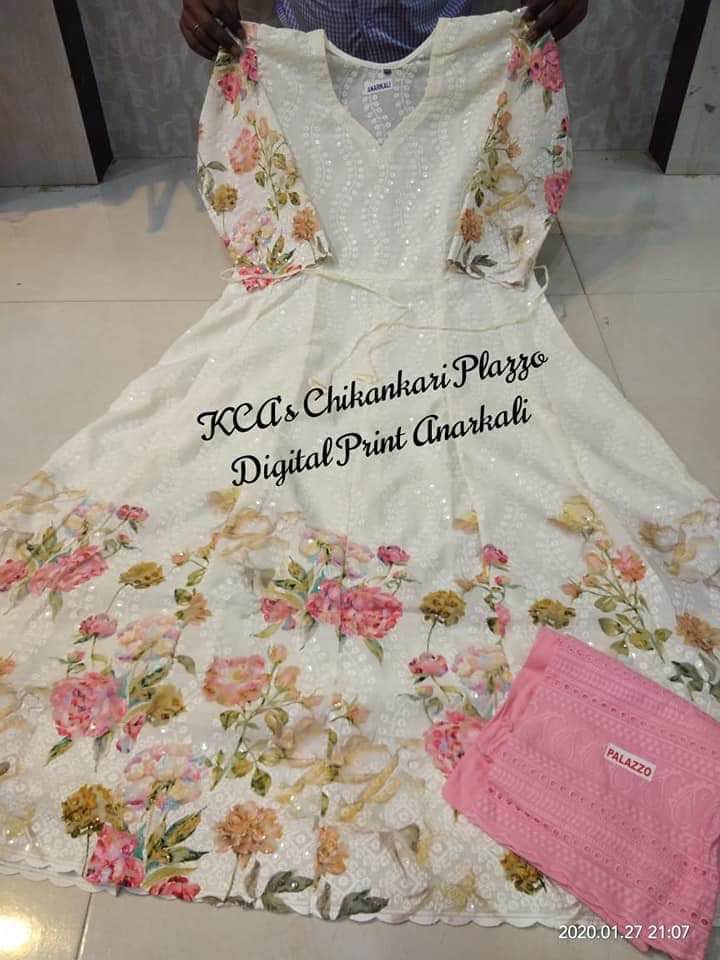 ANARKALI
KCA's Chikankari Plazzo
Digital Print Anarkali
PALAZZO
2020.01.27 21:07